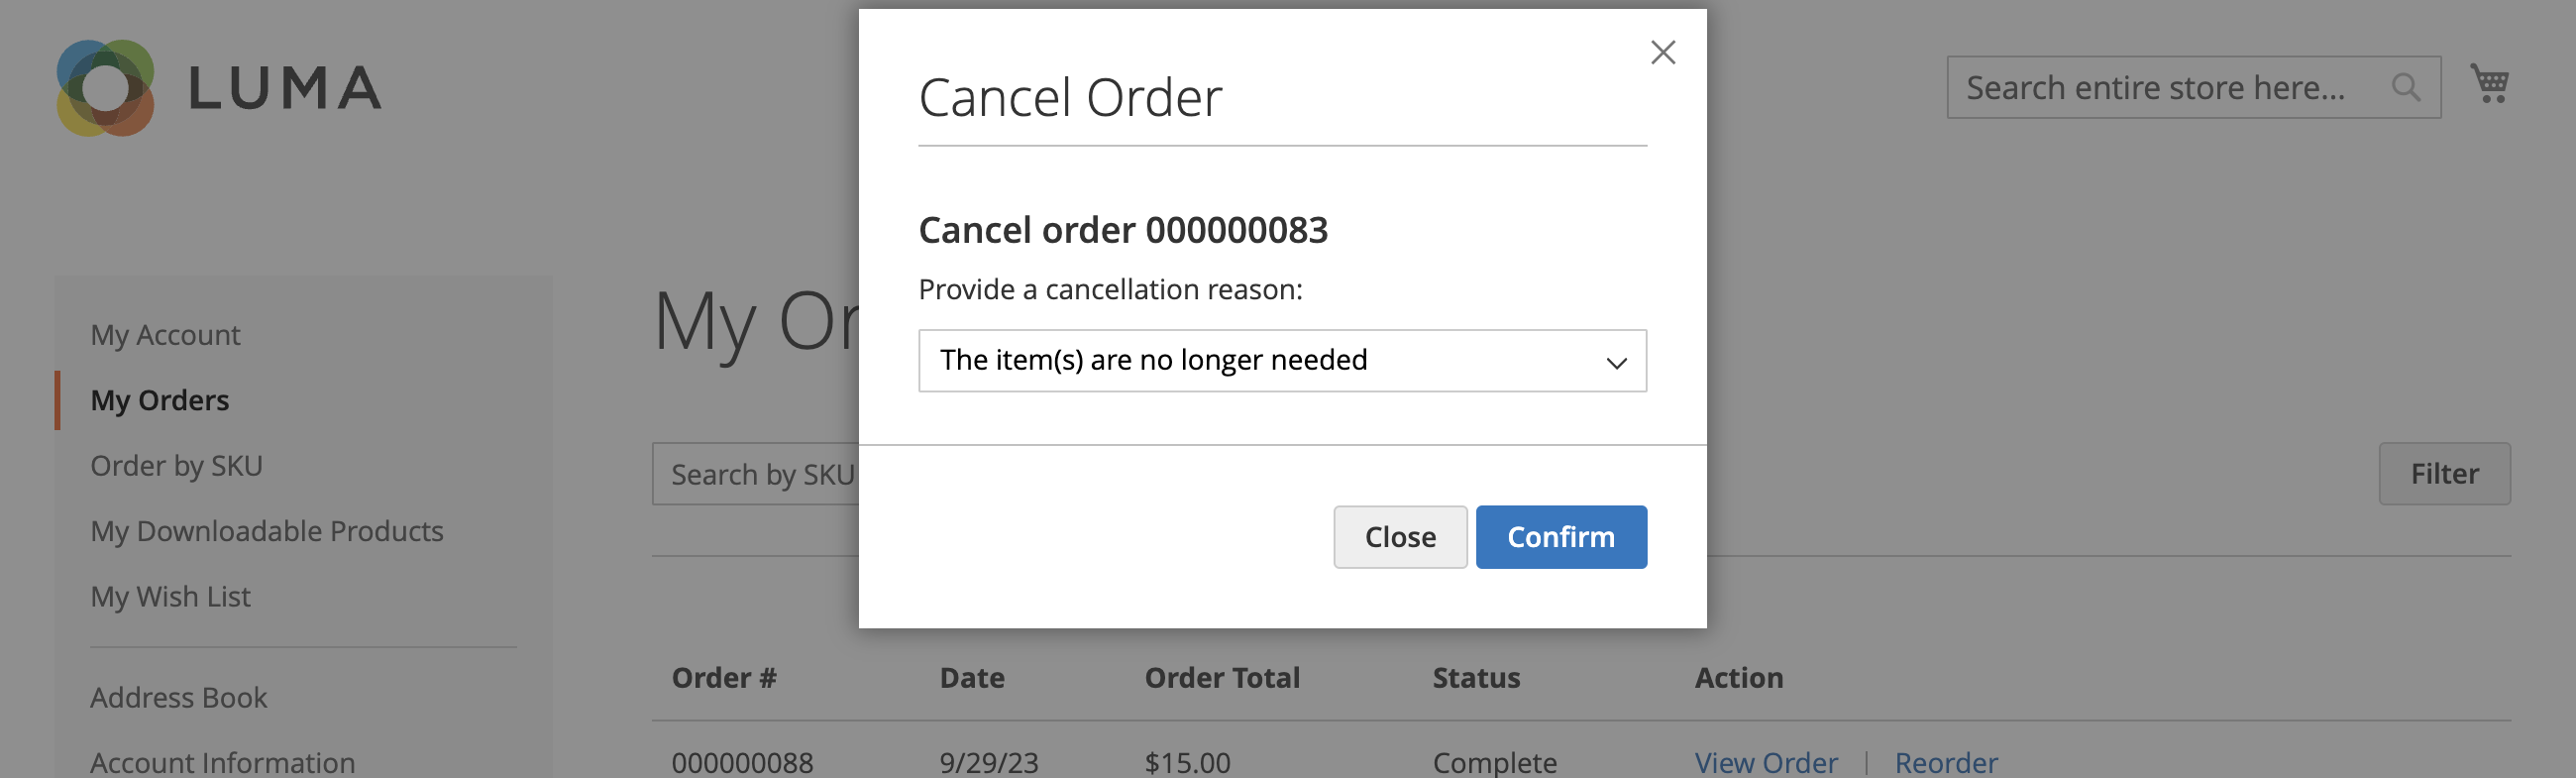 LUMA
Search entire store here...
Cancel Order
Cancel order 000000083
Provide a cancellation reason:
The item(s) are no longer needed
Close Confirm
My Account
My Orders
Order by SKU
My Downloadable Products
My Wish List
Address Book
Account Information
My Or
Search by SKU
Filter
Order # Date Order Total Status Action
000000088 9/29/23 $15.00 Complete View Order | Reorder